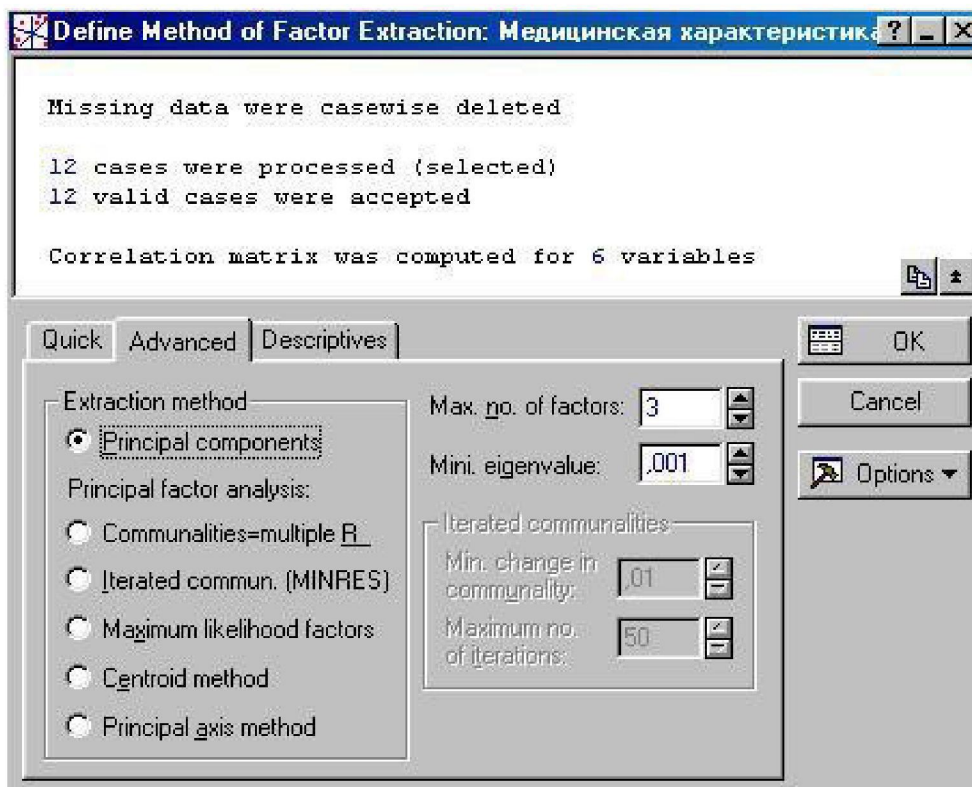 Define Method of Factor Extraction: Медицинская характеристика
Missing data were casewise deleted
12 cases were processed (selected)
12 valid cases were accepted
Correlation matrix was computed for 6 variables
Quick Advanced Descriptives
Extraction method
Principal components
Principal factor analysis:
Communalities=multiple R
Iterated commun. (MINRES)
Maximum likelihood factors
Centroid method
Principal axis method
Max. no. of factors: 3
Mini. eigenvalue: ,001
Iterated communalities
Min. change in
communality: ,01
Maximum no.
of iterations: 50
OK
Cancel
Options